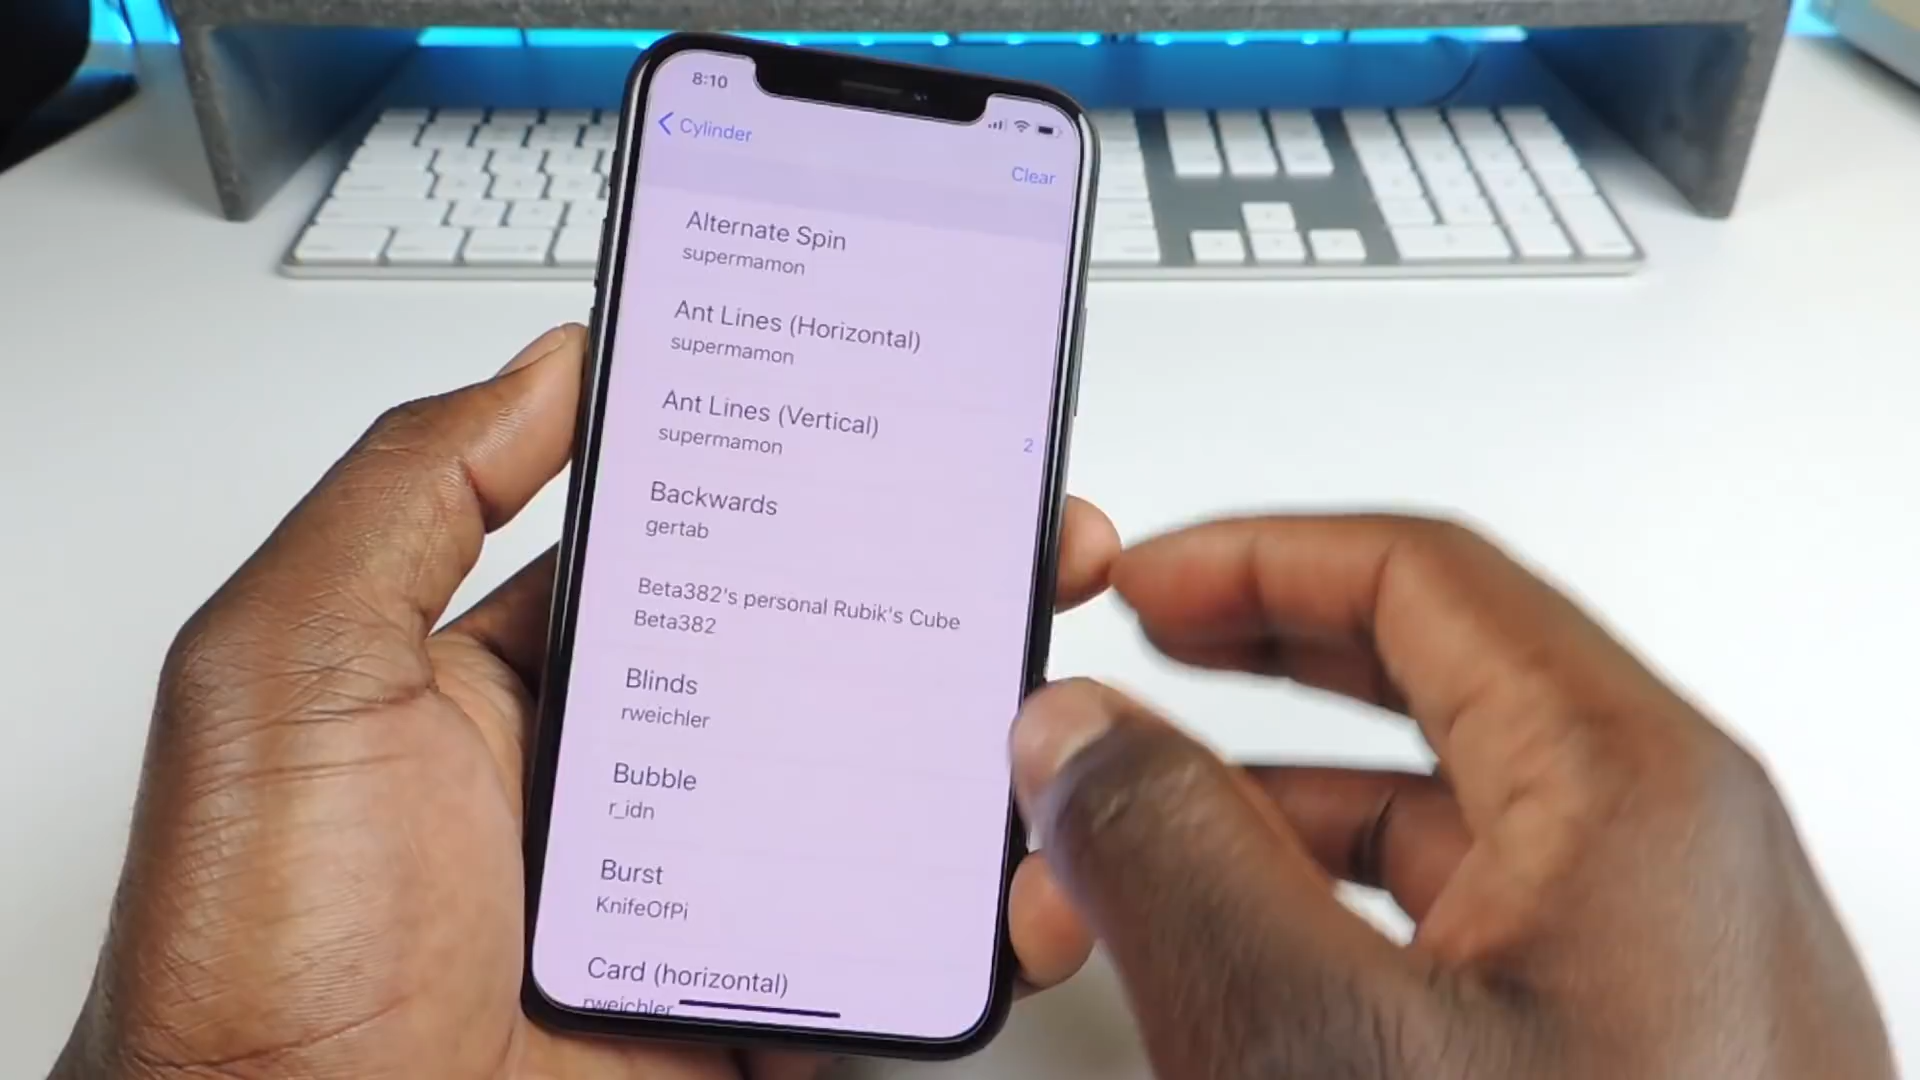 8:10
Cylinder
Clear
Alternate Spin
supermamon
Ant Lines (Horizontal)
supermamon
Ant Lines (Vertical)
supermamon
2
Backwards
gertab
Beta382's personal Rubik's Cube
Beta382
Blinds
rweichler
Bubble
r_idn
Burst
KnifeOfPi
Card (horizontal)
rweichler